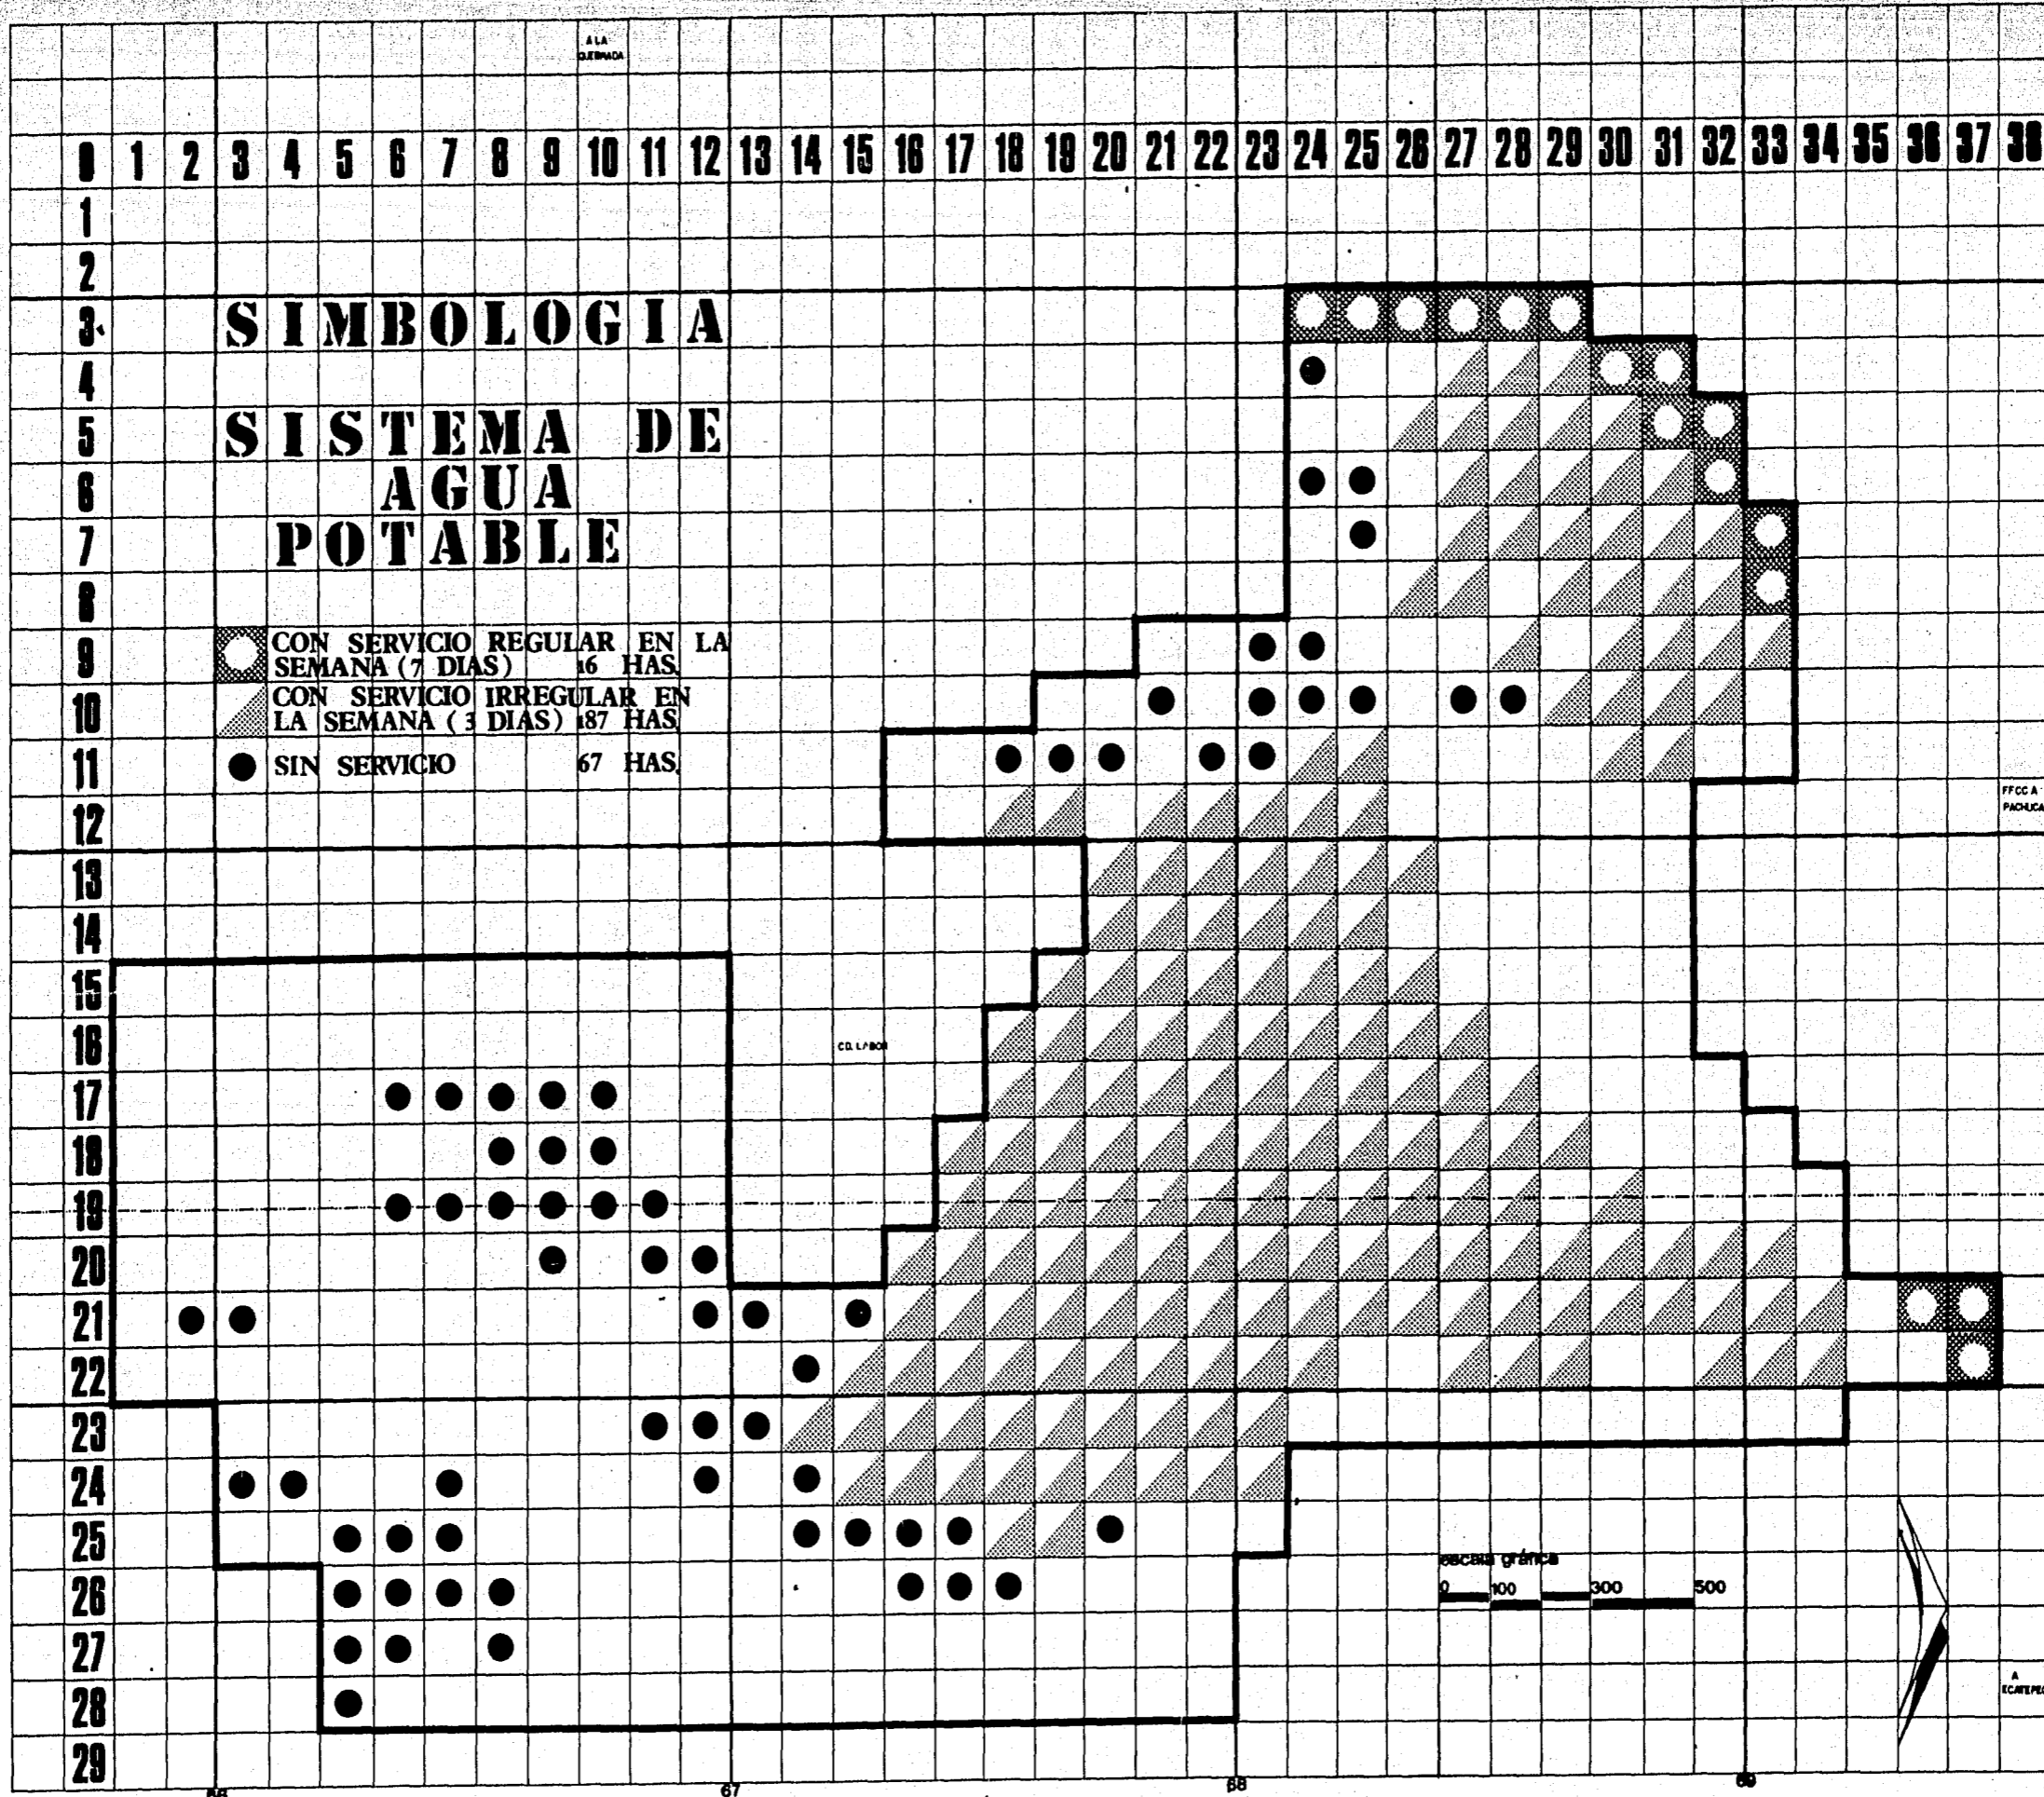 A LA
QUEBRADA
0 1 2 3 4 5 6 7 8 9 10 11 12 13 14 15 16 17 18 19 20 21 22 23 24 25 26 27 28 29 30 31 32 33 34 35 36 37 38
1
2
3
SIMBOLOGIA
4
5
SISTEMA DE
6
AGUA
7
POTABLE
8
9
CON SERVICIO REGULAR EN LA
SEMANA (7 DIAS) 16 HAS.
10
CON SERVICIO IRREGULAR EN
LA SEMANA (3 DIAS) 187 HAS.
11
SIN SERVICIO 67 HAS.
FFCC A
PACHUCA
12
13
14
15
16
CD. LABOR
17
18
19
20
21
22
23
24
25
escala gráfica
26
0 100 300 500
27
28
A
ECATEPEC
29
66 67 68 69